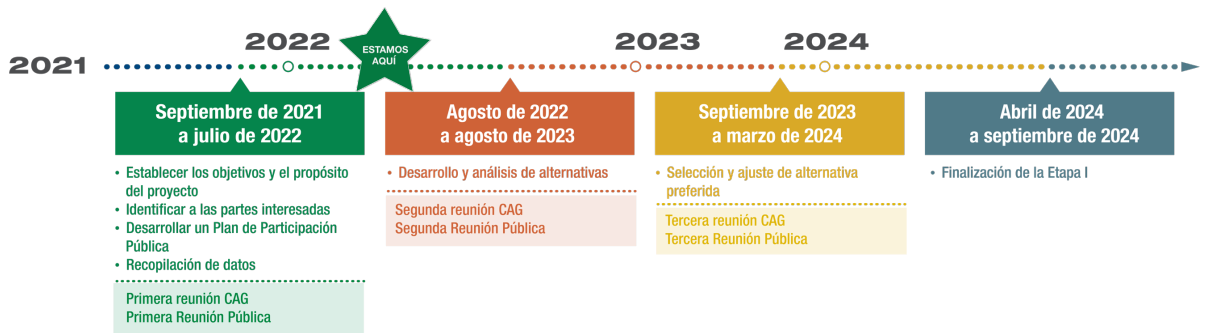 2021
2022
ESTAMOS
AQUÍ
2023
2024
Septiembre de 2021
a julio de 2022
• Establecer los objetivos y el propósito
del proyecto
• Identificar a las partes interesadas
• Desarrollar un Plan de Participación
Pública
• Recopilación de datos
Primera reunión CAG
Primera Reunión Pública
Agosto de 2022
a agosto de 2023
• Desarrollo y análisis de alternativas
Segunda reunión CAG
Segunda Reunión Pública
Septiembre de 2023
a marzo de 2024
• Selección y ajuste de alternativa
preferida
Tercera reunión CAG
Tercera Reunión Pública
Abril de 2024
a septiembre de 2024
• Finalización de la Etapa I